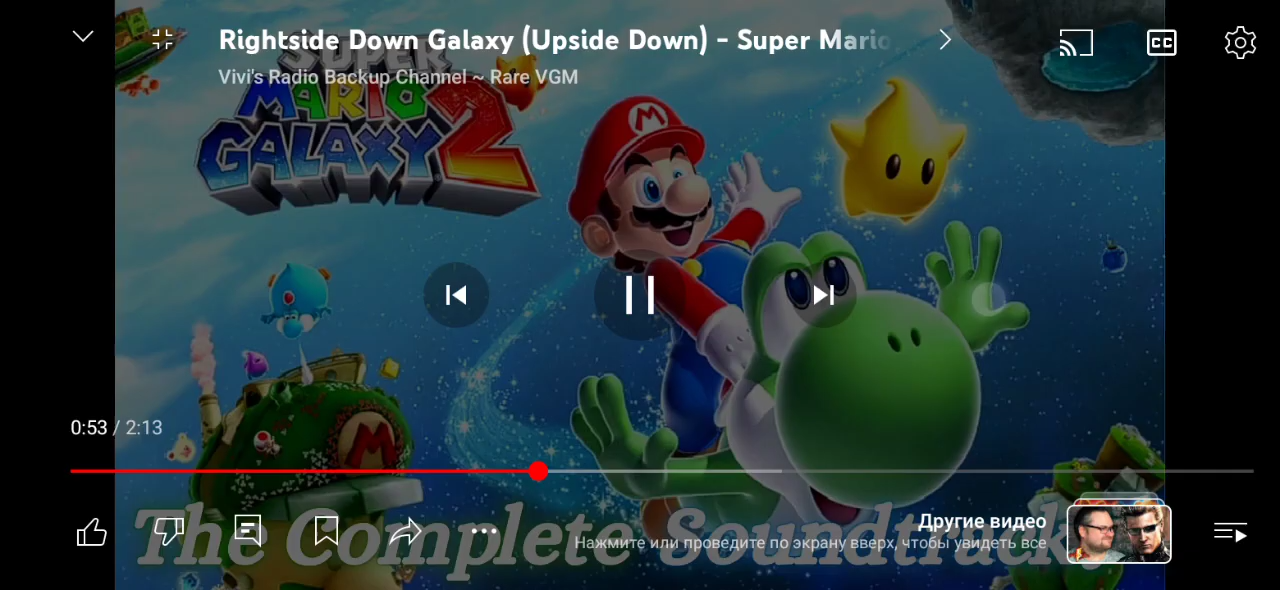 Rightside Down Galaxy (Upside Down) - Super Mario
Vivi's Radio Backup Channel ~ Rare VGM
CC
SUPER
MARIO
GALAXY 2
M
M
0:53 / 2:13
The Complete Soundtrack
Другие видео
Нажмите или проведите по экрану вверх, чтобы увидеть все